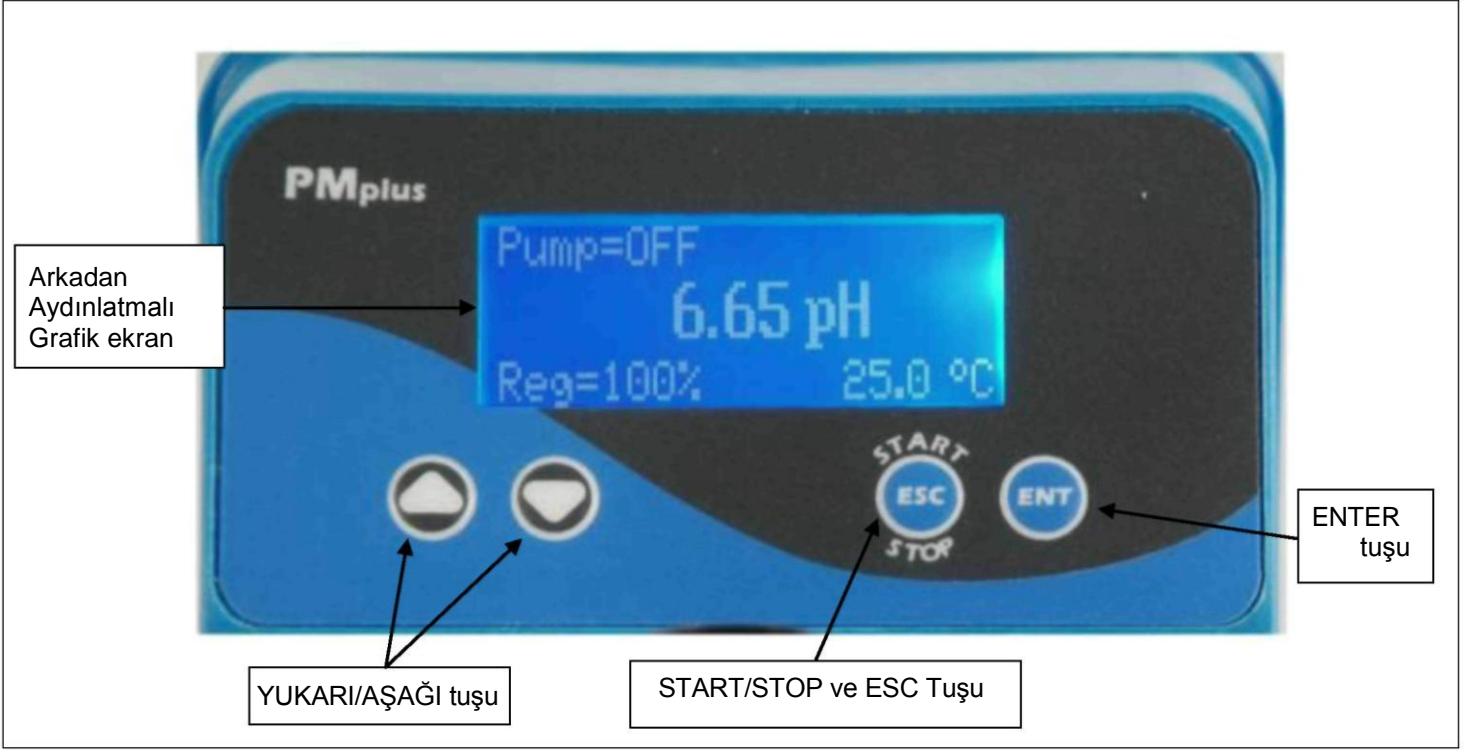 PMplus
Pump=OFF
6.65 pH
Reg=100% 25.0 ºC
Arkadan
Aydınlatmalı
Grafik ekran
START
ESC
STOP
ENT
ENTER
tuşu
YUKARI/AŞAĞI tuşu
START/STOP ve ESC Tuşu